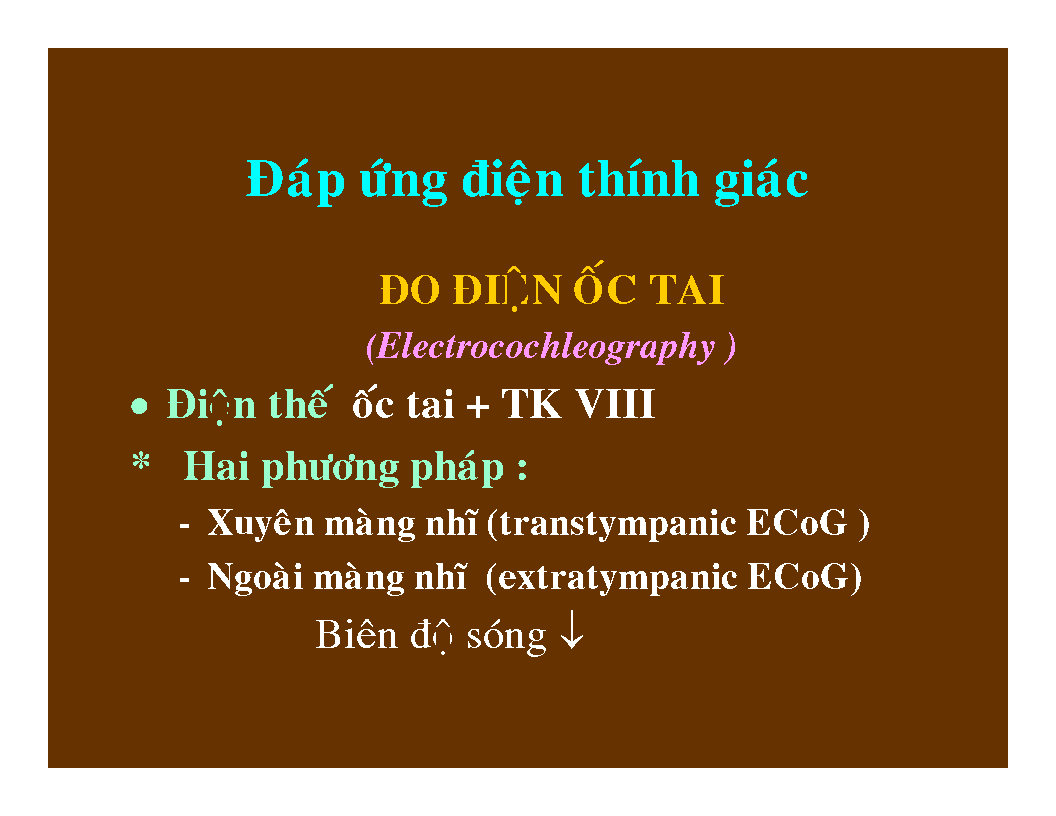 Đáp ứng điện thính giác
ĐO ĐIỆN ỐC TAI
(Electrocochleography )
• Điện thế ốc tai + TK VIII
* Hai phương pháp :
- Xuyên màng nhĩ (transtympanic ECoG )
- Ngoài màng nhĩ (extratympanic ECoG)
Biên độ sóng ↓